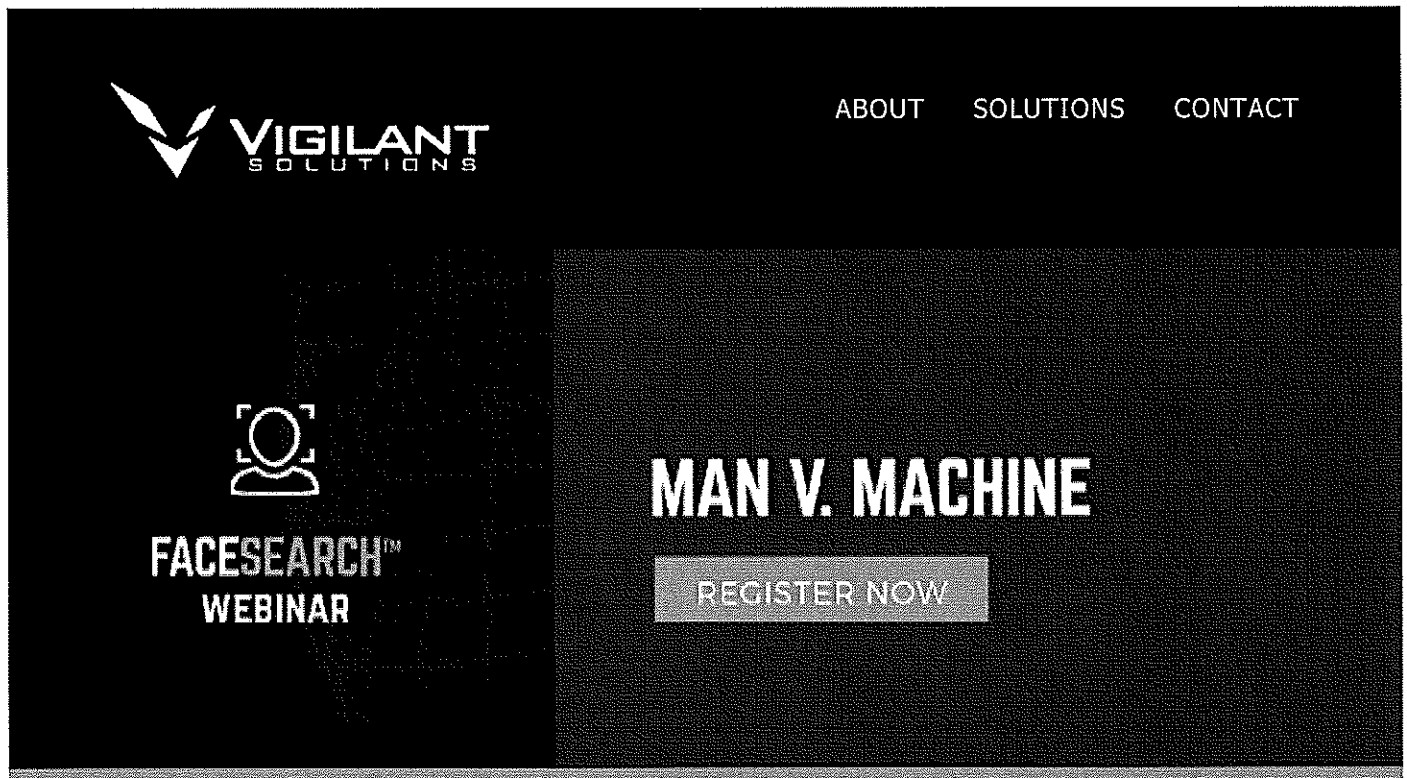 VIGILANT
SOLUTIONS
ABOUT SOLUTIONS CONTACT
FACESEARCH™
WEBINAR
MAN V. MACHINE
REGISTER NOW